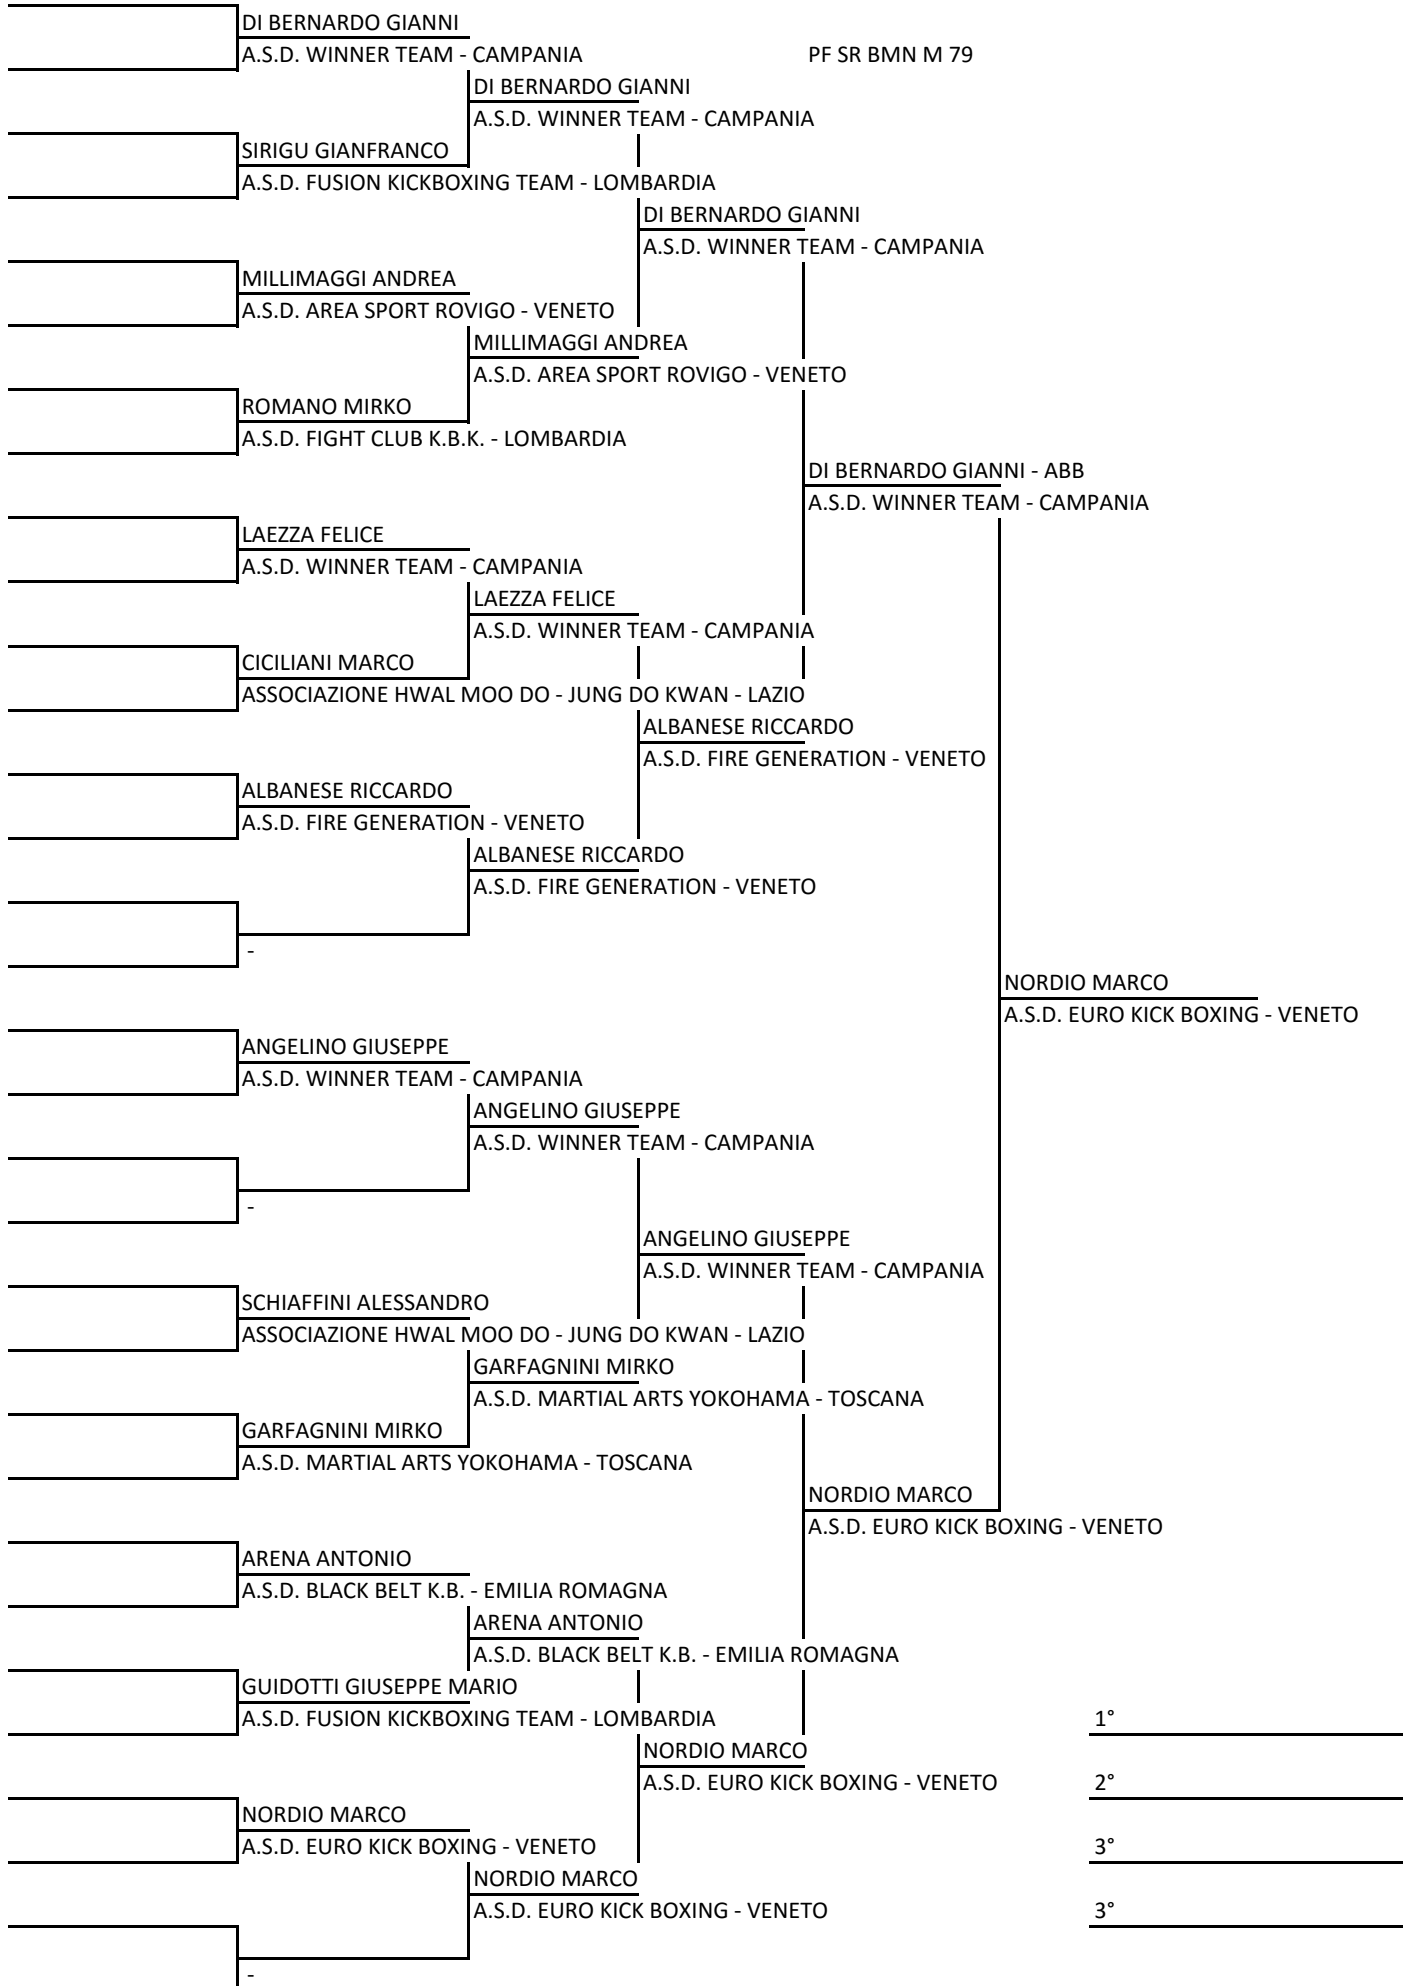 DI BERNARDO GIANNI
A.S.D. WINNER TEAM - CAMPANIA
PF SR BMN M 79
DI BERNARDO GIANNI
A.S.D. WINNER TEAM - CAMPANIA
SIRIGU GIANFRANCO
A.S.D. FUSION KICKBOXING TEAM - LOMBARDIA
DI BERNARDO GIANNI
A.S.D. WINNER TEAM - CAMPANIA
MILLIMAGGI ANDREA
A.S.D. AREA SPORT ROVIGO - VENETO
MILLIMAGGI ANDREA
A.S.D. AREA SPORT ROVIGO - VENETO
ROMANO MIRKO
A.S.D. FIGHT CLUB K.B.K. - LOMBARDIA
DI BERNARDO GIANNI - ABB
A.S.D. WINNER TEAM - CAMPANIA
LAEZZA FELICE
A.S.D. WINNER TEAM - CAMPANIA
LAEZZA FELICE
A.S.D. WINNER TEAM - CAMPANIA
CICILIANI MARCO
ASSOCIAZIONE HWAL MOO DO - JUNG DO KWAN - LAZIO
ALBANESE RICCARDO
A.S.D. FIRE GENERATION - VENETO
ALBANESE RICCARDO
A.S.D. FIRE GENERATION - VENETO
ALBANESE RICCARDO
A.S.D. FIRE GENERATION - VENETO
-
NORDIO MARCO
A.S.D. EURO KICK BOXING - VENETO
ANGELINO GIUSEPPE
A.S.D. WINNER TEAM - CAMPANIA
ANGELINO GIUSEPPE
A.S.D. WINNER TEAM - CAMPANIA
-
ANGELINO GIUSEPPE
A.S.D. WINNER TEAM - CAMPANIA
SCHIAFFINI ALESSANDRO
ASSOCIAZIONE HWAL MOO DO - JUNG DO KWAN - LAZIO
GARFAGNINI MIRKO
A.S.D. MARTIAL ARTS YOKOHAMA - TOSCANA
GARFAGNINI MIRKO
A.S.D. MARTIAL ARTS YOKOHAMA - TOSCANA
NORDIO MARCO
A.S.D. EURO KICK BOXING - VENETO
ARENA ANTONIO
A.S.D. BLACK BELT K.B. - EMILIA ROMAGNA
ARENA ANTONIO
A.S.D. BLACK BELT K.B. - EMILIA ROMAGNA
GUIDOTTI GIUSEPPE MARIO
A.S.D. FUSION KICKBOXING TEAM - LOMBARDIA
1°
NORDIO MARCO
A.S.D. EURO KICK BOXING - VENETO
2°
NORDIO MARCO
A.S.D. EURO KICK BOXING - VENETO
3°
NORDIO MARCO
A.S.D. EURO KICK BOXING - VENETO
3°
-